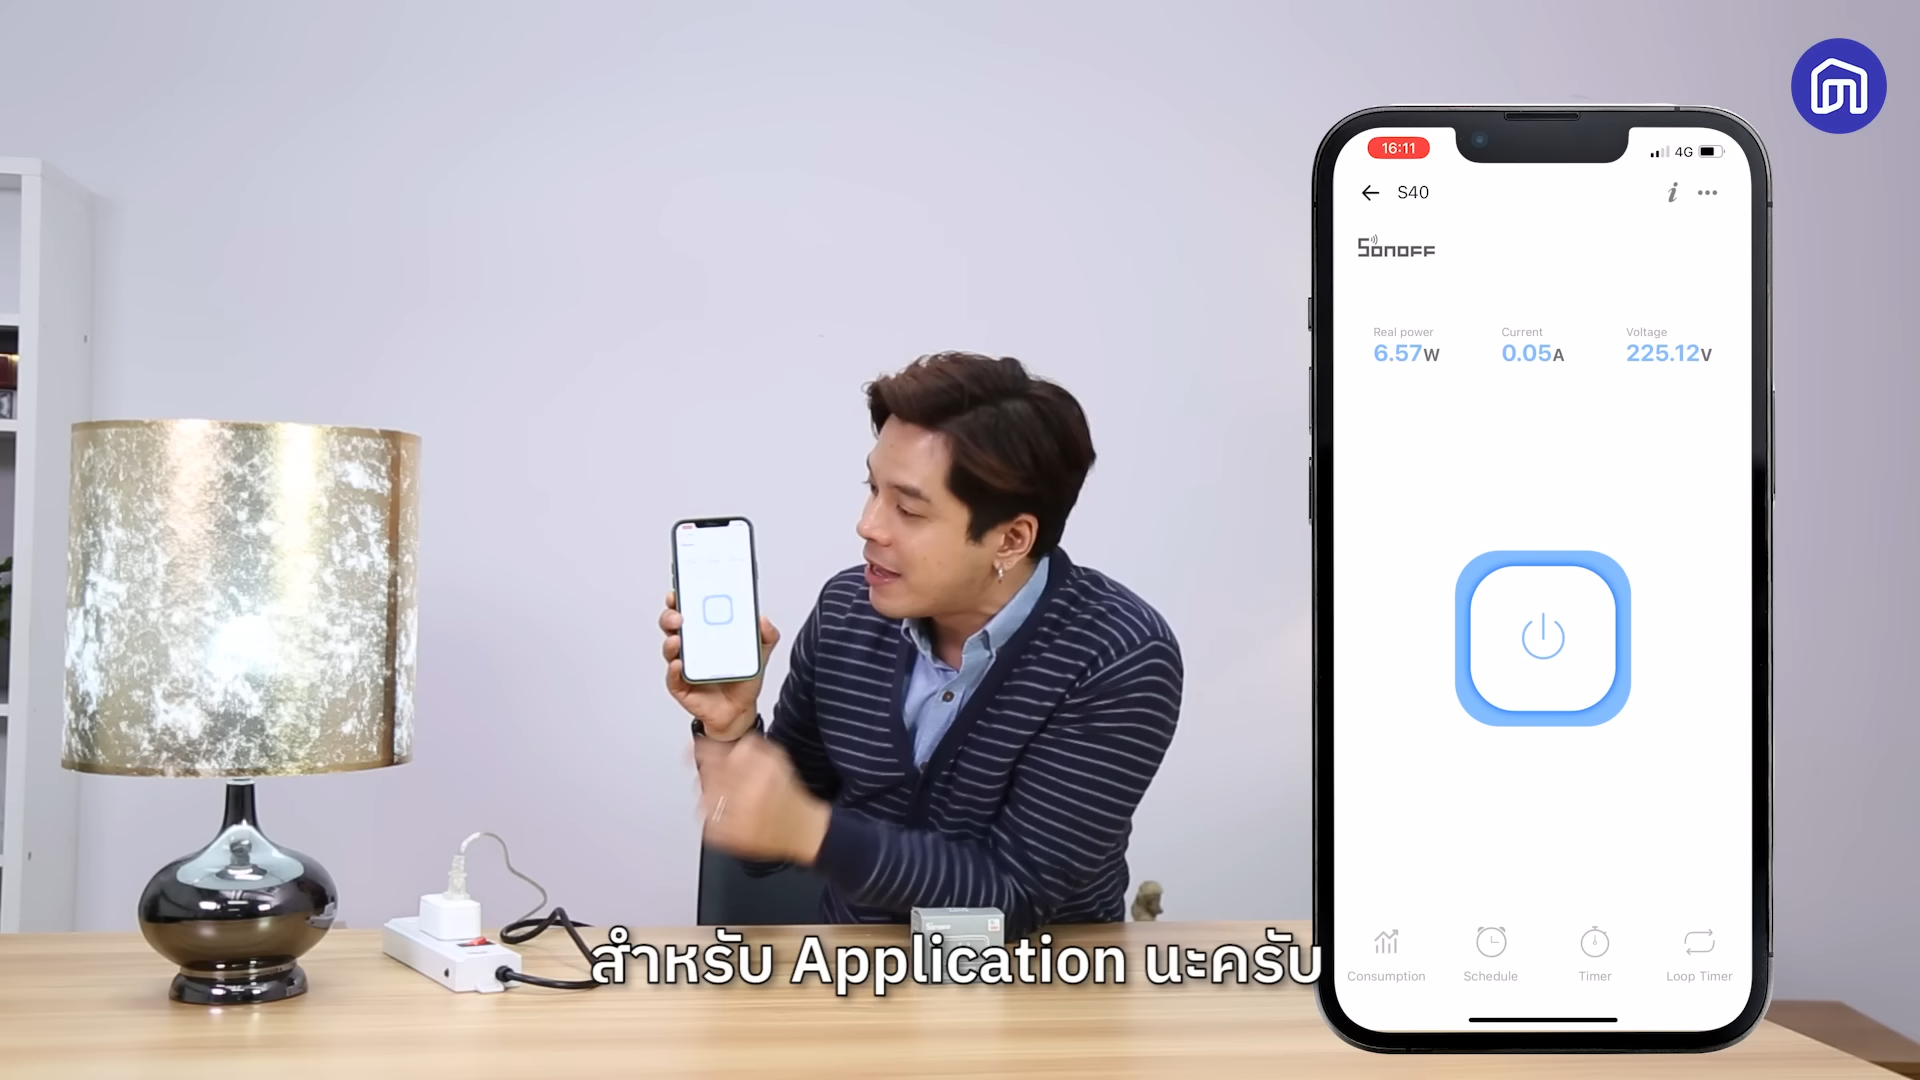 16:11
4G
S40
SONOFF
Real power
6.57W
Current
0.05A
Voltage
225.12V
Consumption
Schedule
Timer
Loop Timer
สำหรับ Application นะครับ